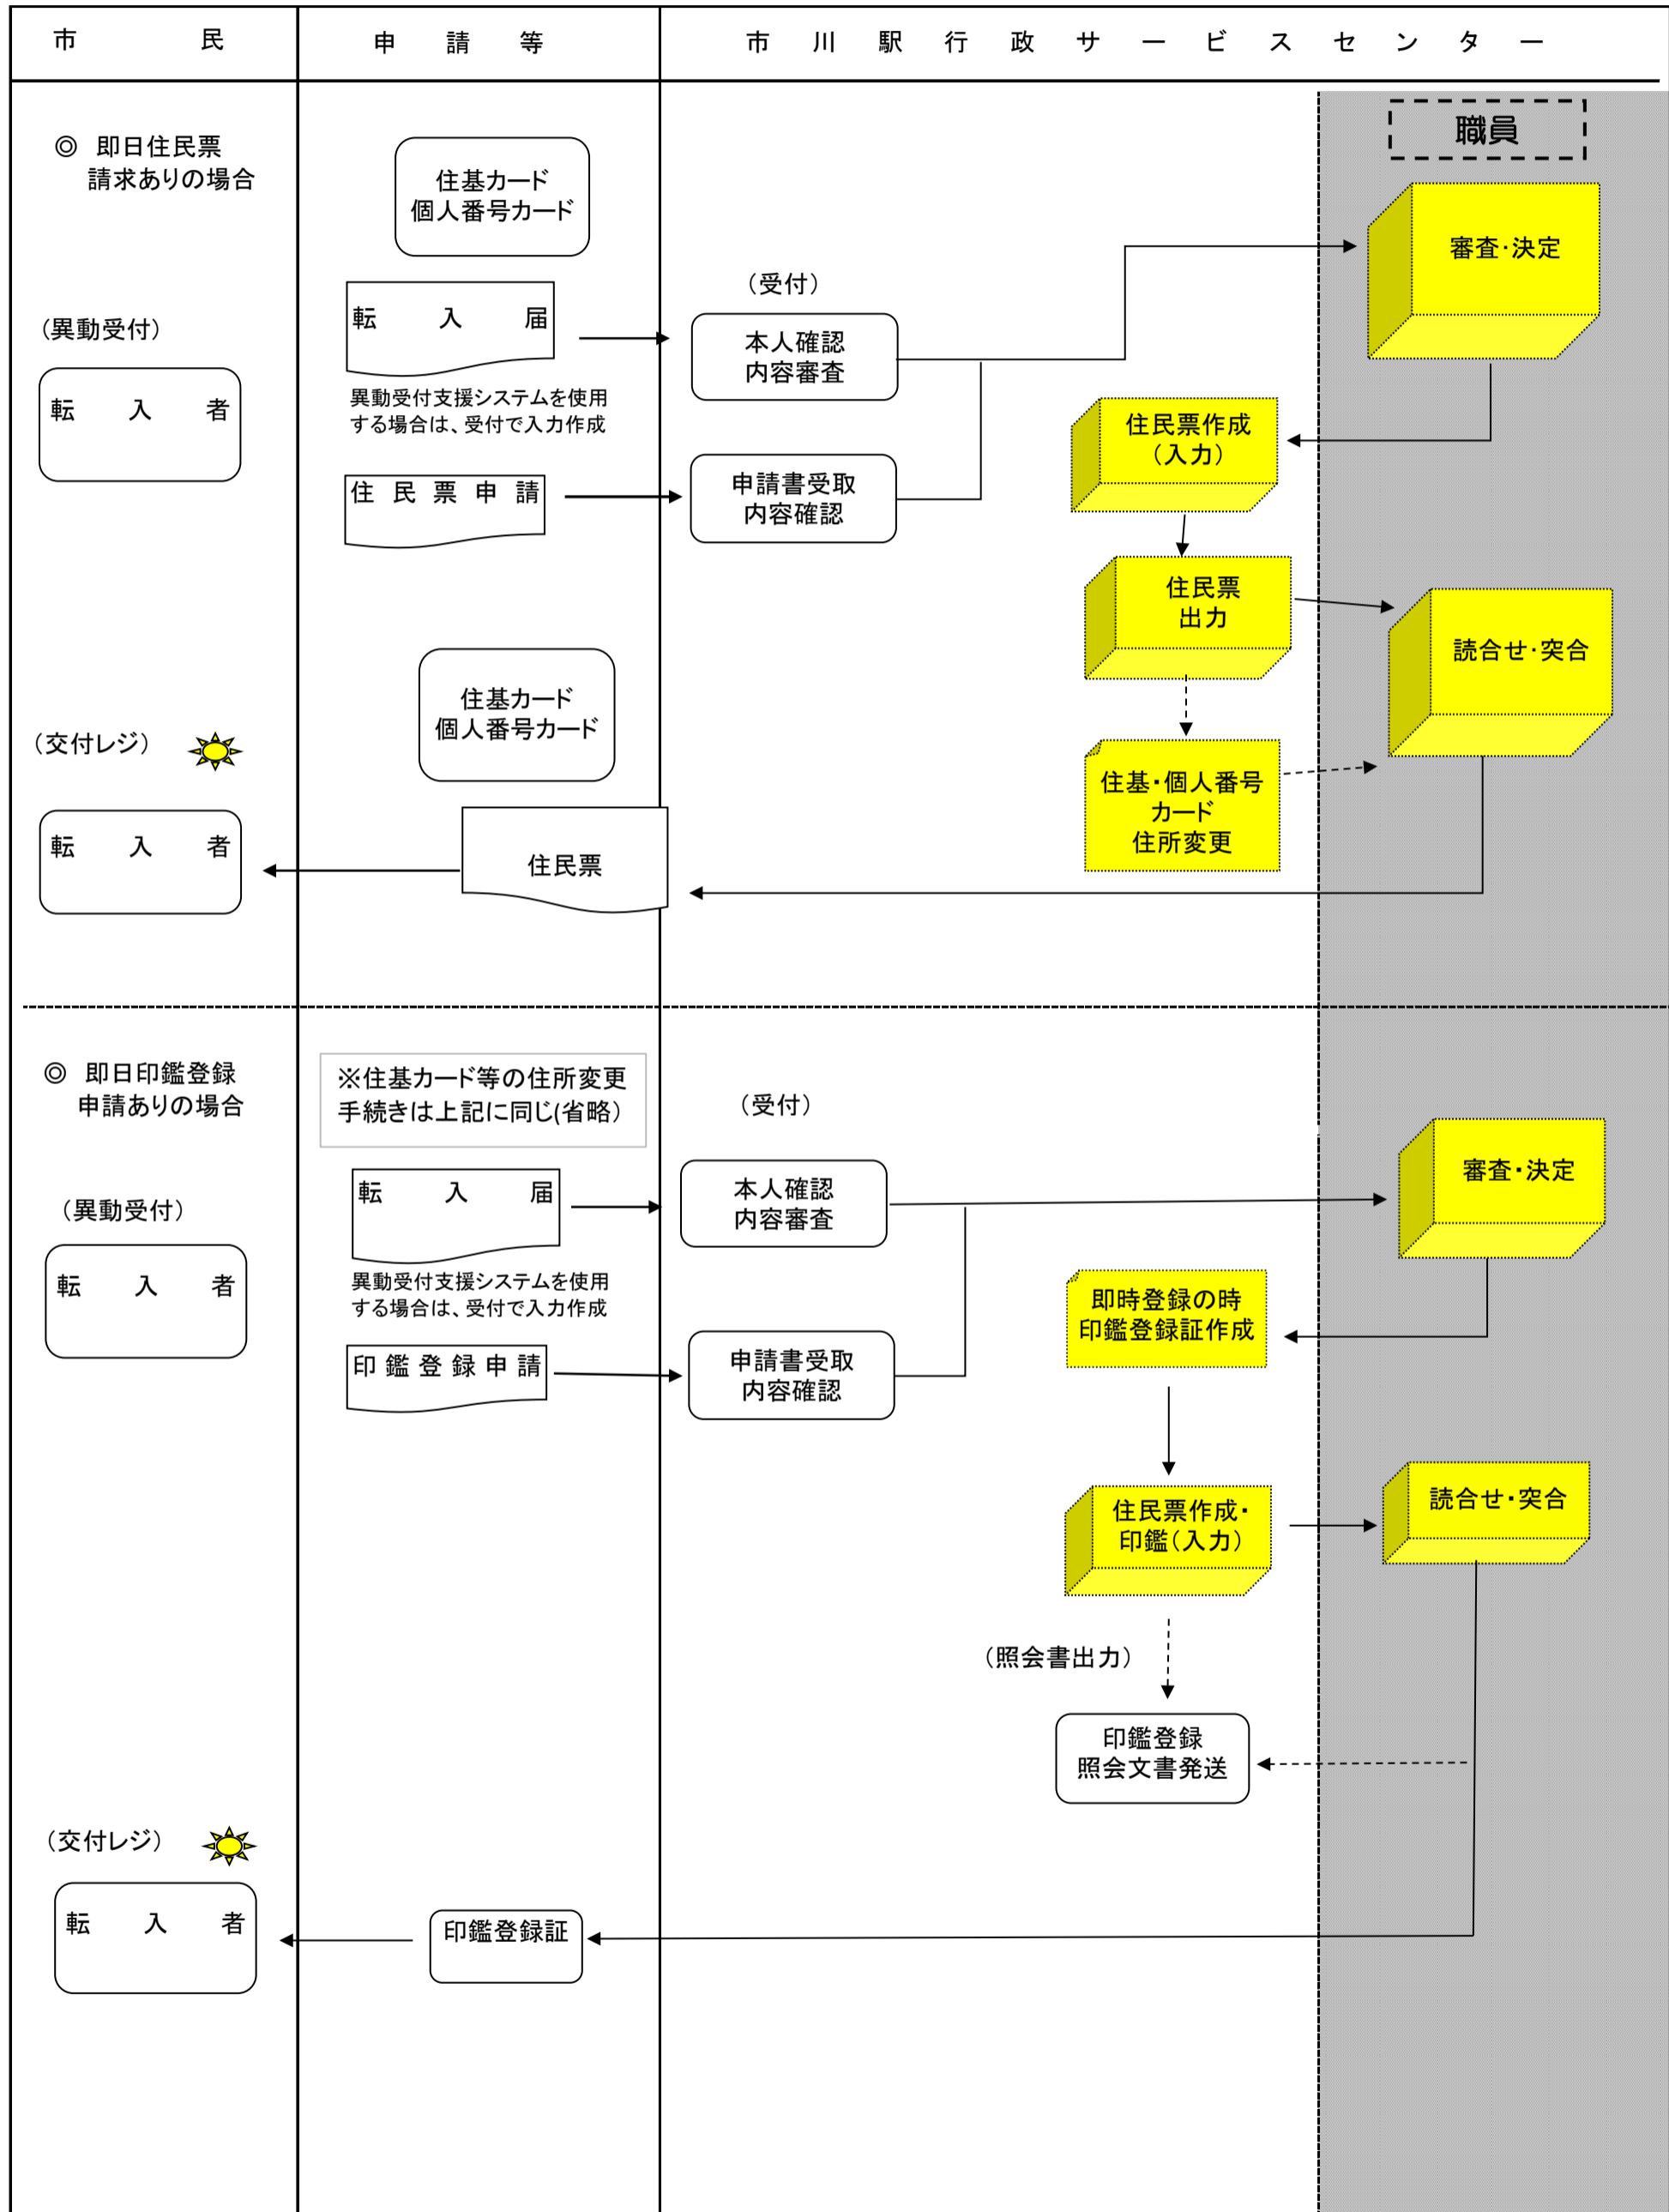 市民
申請等
市川駅行政サービスセンター
職員
◎ 即日住民票
請求ありの場合
住基カード
個人番号カード
審査・決定
(受付)
転入届
(異動受付)
本人確認
内容審査
転入者
異動受付支援システムを使用
する場合は、受付で入力作成
住民票作成
(入力)
住民票申請
申請書受取
内容確認
住民票
出力
読合せ・突合
住基カード
個人番号カード
(交付レジ)
住基・個人番号
カード
住所変更
転入者
住民票
◎ 即日印鑑登録
申請ありの場合
※住基カード等の住所変更
手続きは上記に同じ(省略)
(受付)
審査・決定
本人確認
内容審査
転入届
(異動受付)
転入者
異動受付支援システムを使用
する場合は、受付で入力作成
即時登録の時
印鑑登録証作成
印鑑登録申請
申請書受取
内容確認
住民票作成・
印鑑(入力)
読合せ・突合
(照会書出力)
印鑑登録
照会文書発送
(交付レジ)
転入者
印鑑登録証